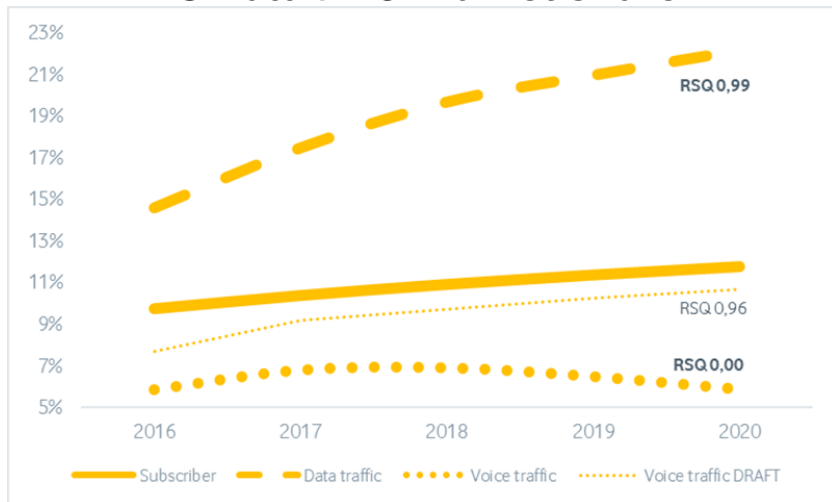 23%
21%
RSQ 0,99
19%
17%
15%
13%
11%
9%
RSQ 0,96
7%
RSQ 0,00
5%
2016 2017 2018 2019 2020
Subscriber Data traffic Voice traffic Voice traffic DRAFT